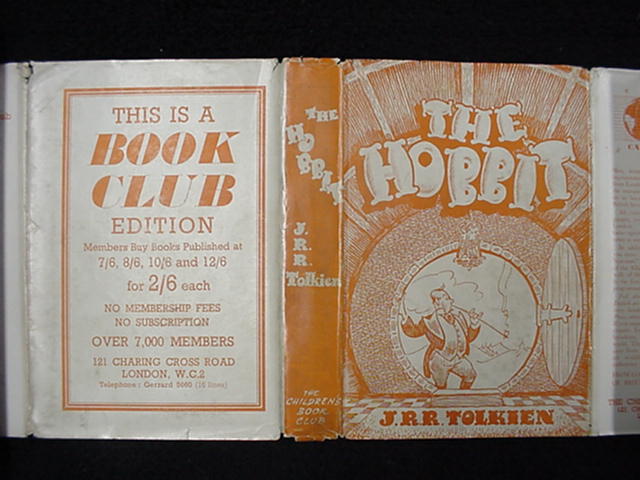 THIS IS A
BOOK
CLUB
EDITION
Members Buy Books Published at
7/6, 8/6, 10/6 and 12/6
for 2/6 each
NO MEMBERSHIP FEES
NO SUBSCRIPTION
OVER 7,000 MEMBERS
121 CHARING CROSS ROAD
LONDON, W.C.2
Telephone: Gerrard 5660 (16 lines)
THE
HOBBIT
J.
R.
R.
Tolkien
THE
CHILDREN'S
BOOK
CLUB
THE
HOBBIT
J.R.R. TOLKIEN